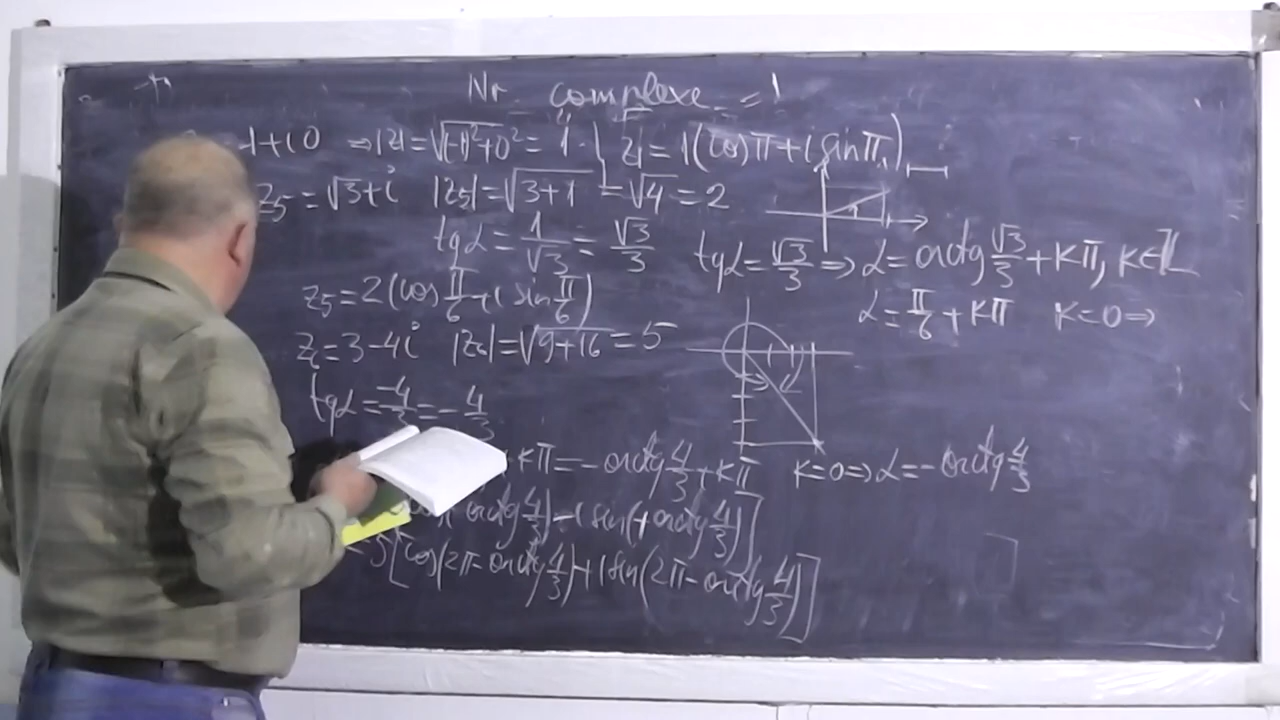 Nr complexe
-1+i0 ⇒|z|=√(-1)²+0²=1 z=1(cosπ+i sinπ)
z5=√3+i |z5|=√3+1=√4=2
tgα=1/√3=√3/3 tgα=√3/3⇒α=arctg √3/3+kπ, k∈ℤ
z5=2(cos π/6+i sin π/6) α=π/6+kπ k=0⇒
z6=3-4i |z6|=√9+16=5
tgα=-4/3=-4/3
kπ=-arctg 4/3+kπ k=0⇒α=-arctg 4/3
arctg 4/3)-i sin(+arctg 4/3)]
=5[cos(2π-arctg 4/3)+i sin(2π-arctg 4/3)]